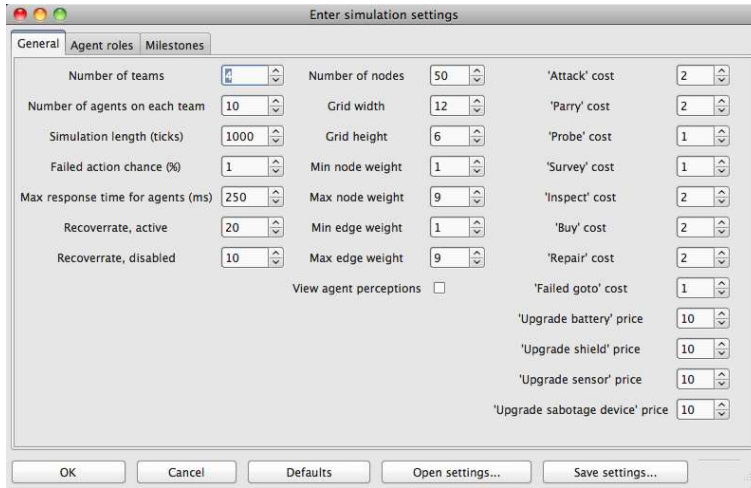 Enter simulation settings
General Agent roles Milestones
Number of teams 4 Number of nodes 50 'Attack' cost 2
Number of agents on each team 10 Grid width 12 'Parry' cost 2
Simulation length (ticks) 1000 Grid height 6 'Probe' cost 1
Failed action chance (%) 1 Min node weight 1 'Survey' cost 1
Max response time for agents (ms) 250 Max node weight 9 'Inspect' cost 2
Recoverrate, active 20 Min edge weight 1 'Buy' cost 2
Recoverrate, disabled 10 Max edge weight 9 'Repair' cost 2
View agent perceptions 'Failed goto' cost 1
'Upgrade battery' price 10
'Upgrade shield' price 10
'Upgrade sensor' price 10
'Upgrade sabotage device' price 10
OK Cancel Defaults Open settings... Save settings...